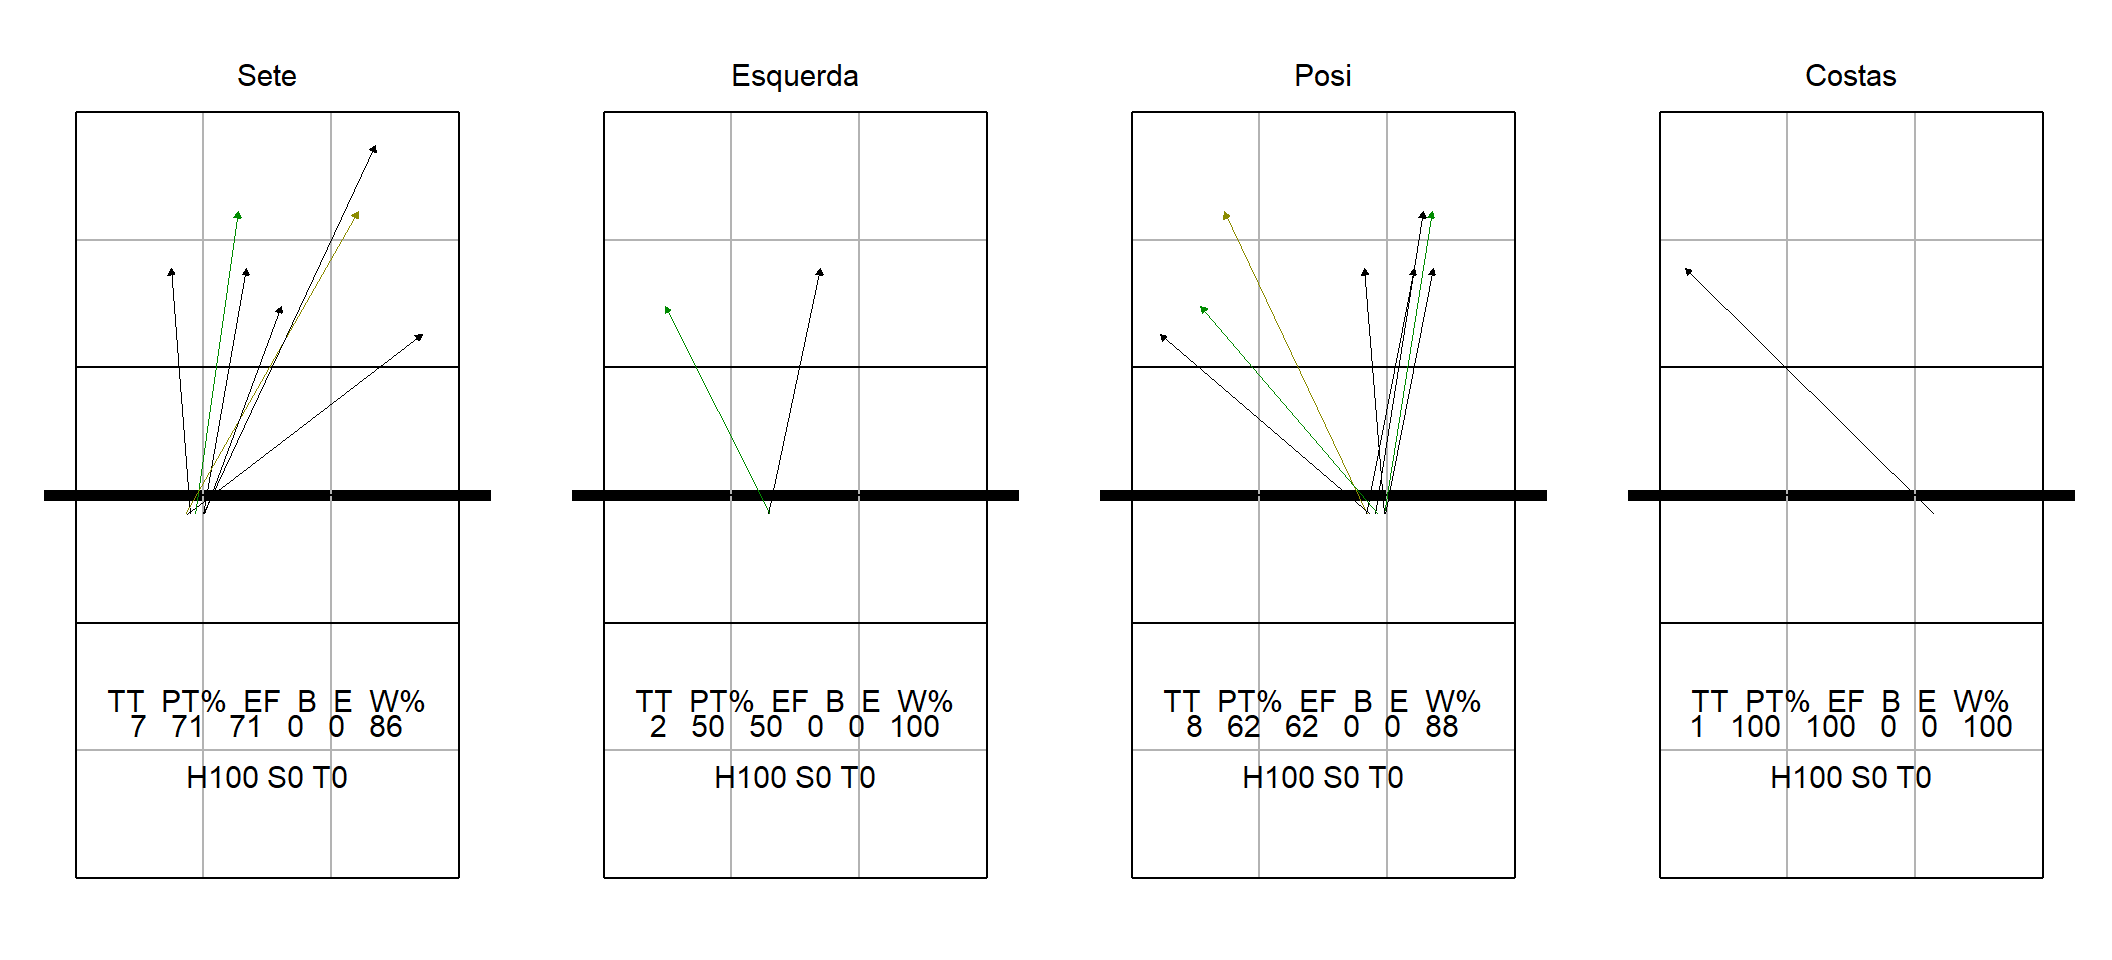 Sete
TT PT% EF B E W%
7 71 71 0 0 86
H100 S0 T0
Esquerda
TT PT% EF B E W%
2 50 50 0 0 100
H100 S0 T0
Posi
TT PT% EF B E W%
8 62 62 0 0 88
H100 S0 T0
Costas
TT PT% EF B E W%
1 100 100 0 0 100
H100 S0 T0